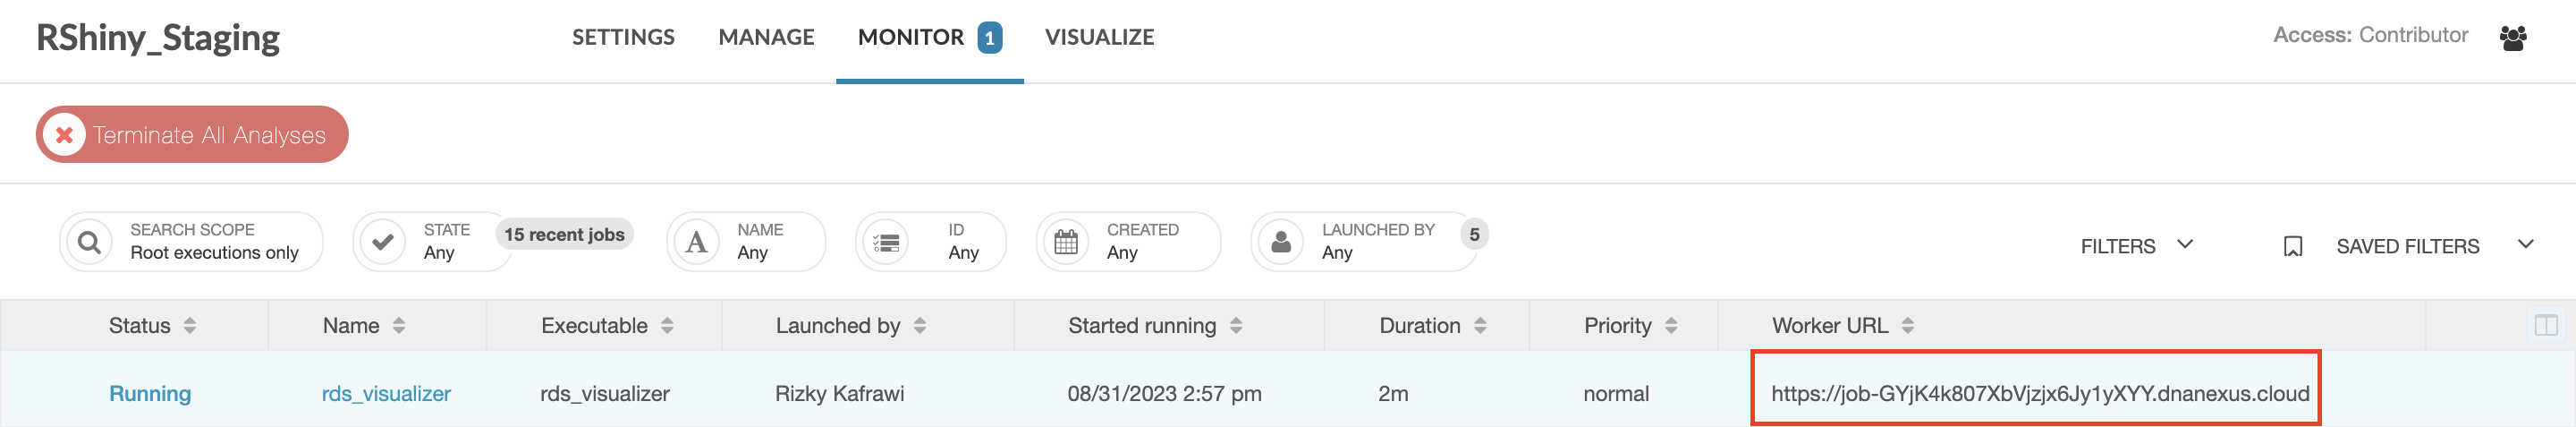 RShiny_Staging
SETTINGS MANAGE MONITOR 1 VISUALIZE
Access: Contributor
Terminate All Analyses
SEARCH SCOPE
Root executions only
STATE
Any
15 recent jobs
NAME
Any
ID
Any
CREATED
Any
LAUNCHED BY
Any
5
FILTERS
SAVED FILTERS
Status Name Executable Launched by Started running Duration Priority Worker URL
Running rds_visualizer rds_visualizer Rizky Kafrawi 08/31/2023 2:57 pm 2m normal https://job-GYjK4k807XbVjzjx6Jy1yXYY.dnanexus.cloud